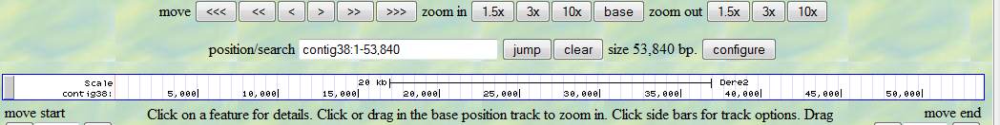 move <<< << < > >> >>> zoom in 1.5x 3x 10x base zoom out 1.5x 3x 10x
position/search contig38:1-53,840 jump clear size 53,840 bp. configure
Scale 20 kb Dere2
contig38: 5,000 10,000 15,000 20,000 25,000 30,000 35,000 40,000 45,000 50,000
move start Click on a feature for details. Click or drag in the base position track to zoom in. Click side bars for track options. Drag move end